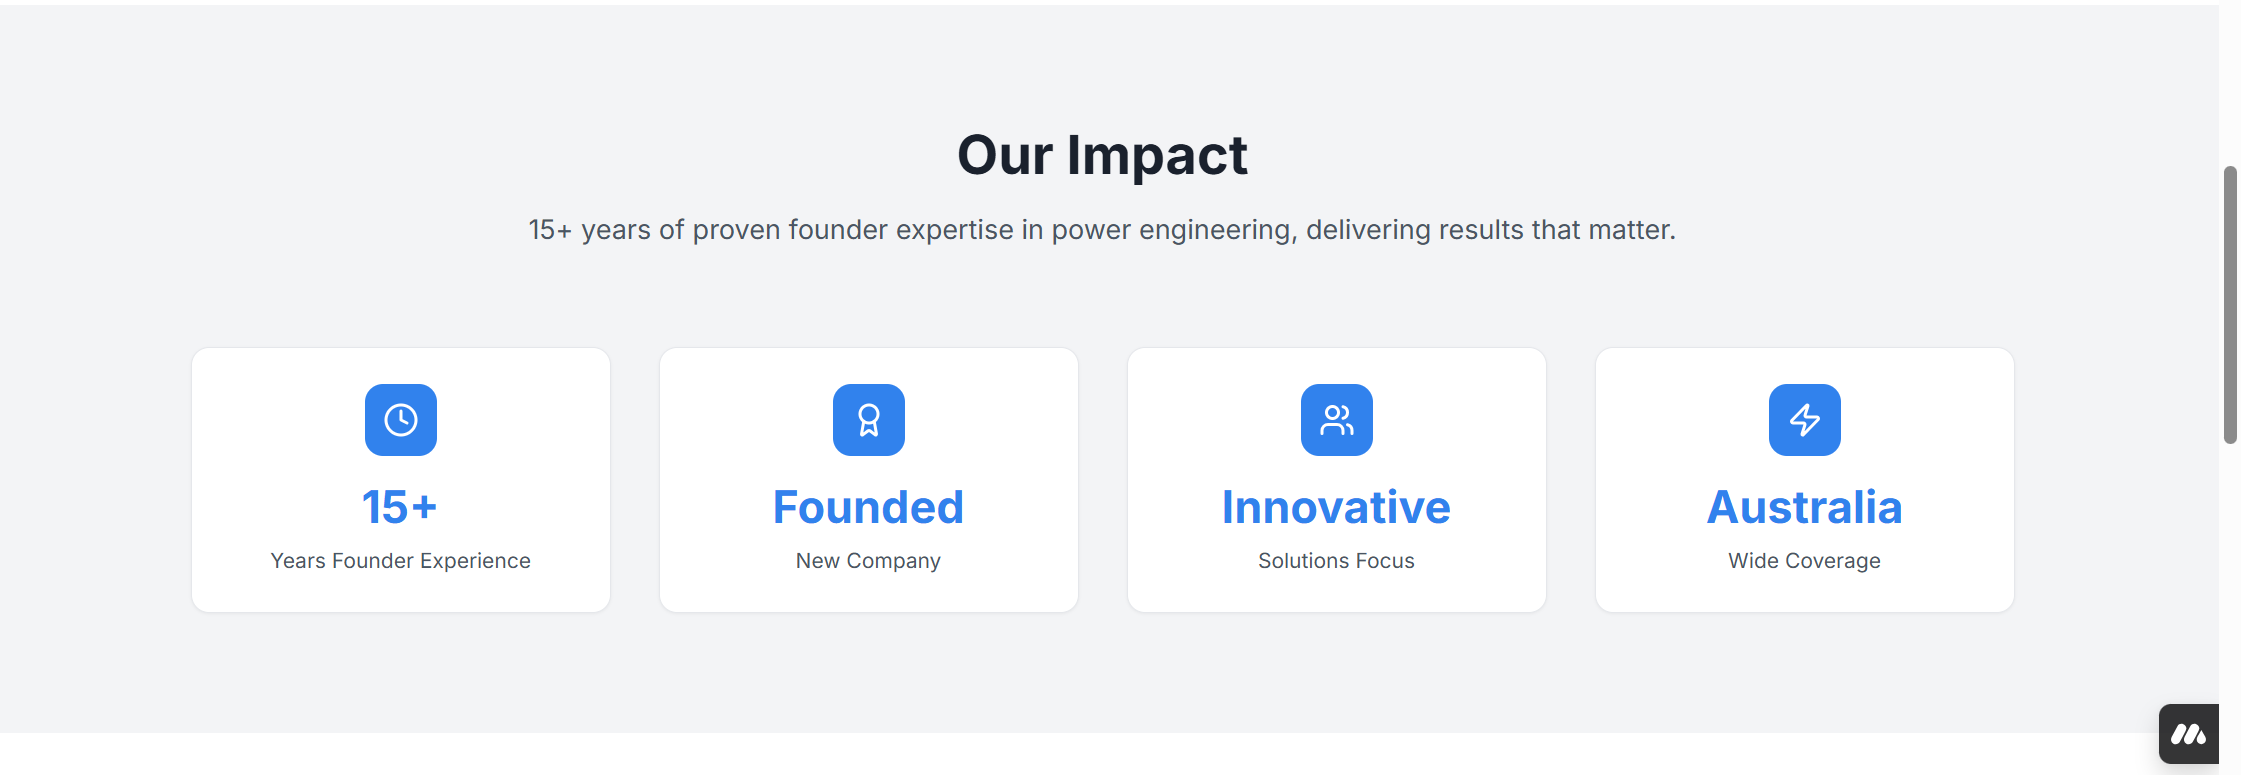 Our Impact
15+ years of proven founder expertise in power engineering, delivering results that matter.
15+
Years Founder Experience
Founded
New Company
Innovative
Solutions Focus
Australia
Wide Coverage